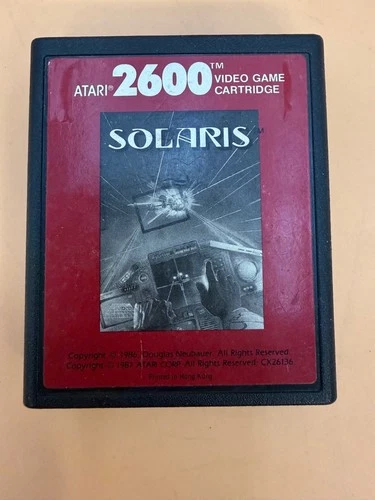 ATARI® 2600™ VIDEO GAME CARTRIDGE
SOLARIS™
Copyright © 1986 Douglas Neubauer. All Rights Reserved.
Copyright © 1987 ATARI CORP. All Rights Reserved. CX26136
Printed in Hong Kong